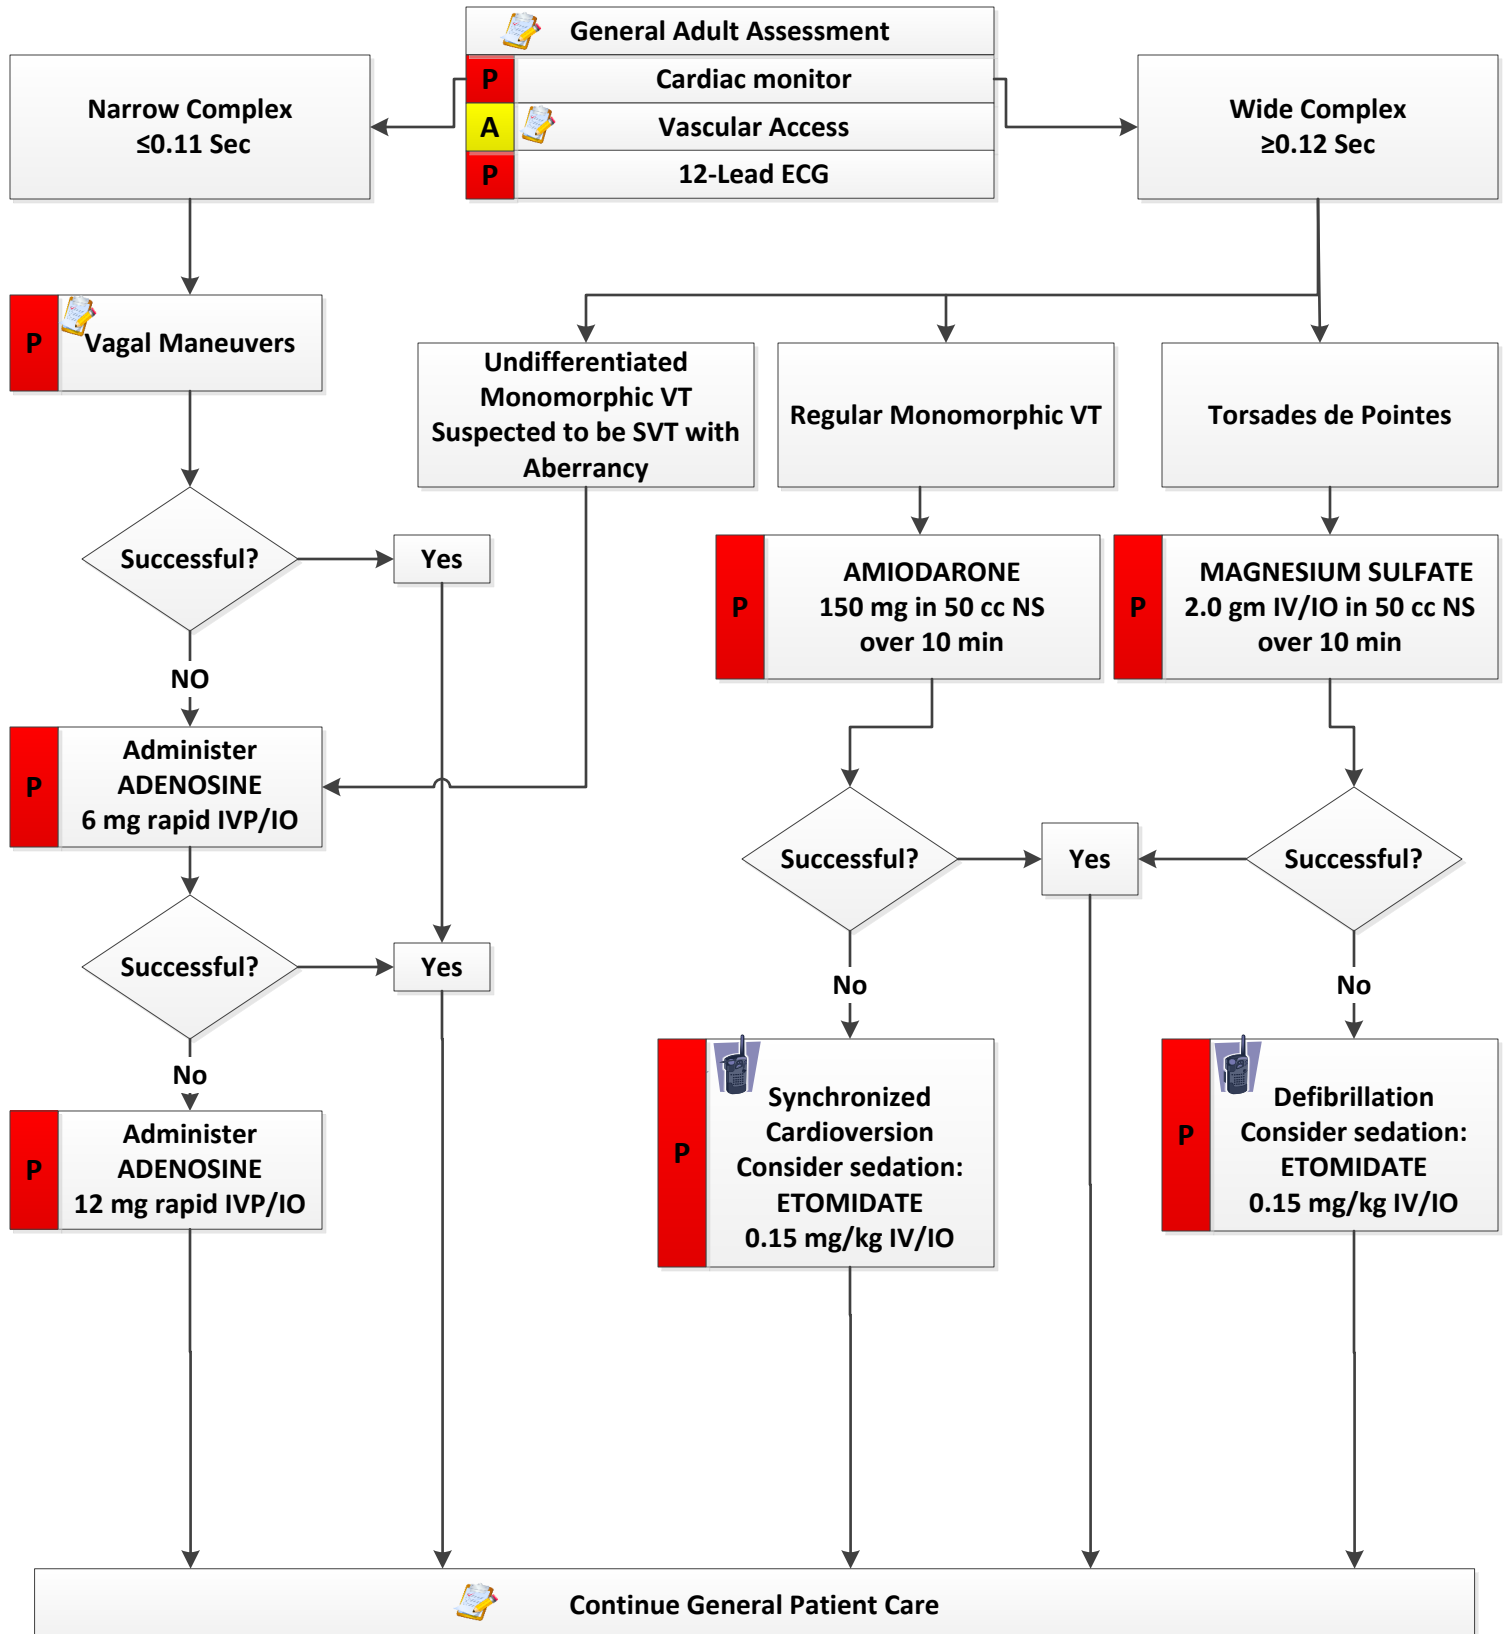 General Adult Assessment
P
Cardiac monitor
A
Vascular Access
P
12-Lead ECG
Narrow Complex
≤0.11 Sec
Wide Complex
≥0.12 Sec
P
Vagal Maneuvers
Undifferentiated
Monomorphic VT
Suspected to be SVT with
Aberrancy
Regular Monomorphic VT
Torsades de Pointes
Successful?
Yes
NO
P
AMIODARONE
150 mg in 50 cc NS
over 10 min
P
MAGNESIUM SULFATE
2.0 gm IV/IO in 50 cc NS
over 10 min
P
Administer
ADENOSINE
6 mg rapid IVP/IO
Successful?
Yes
Successful?
Successful?
Yes
No
No
No
P
Administer
ADENOSINE
12 mg rapid IVP/IO
P
Synchronized
Cardioversion
Consider sedation:
ETOMIDATE
0.15 mg/kg IV/IO
P
Defibrillation
Consider sedation:
ETOMIDATE
0.15 mg/kg IV/IO
Continue General Patient Care